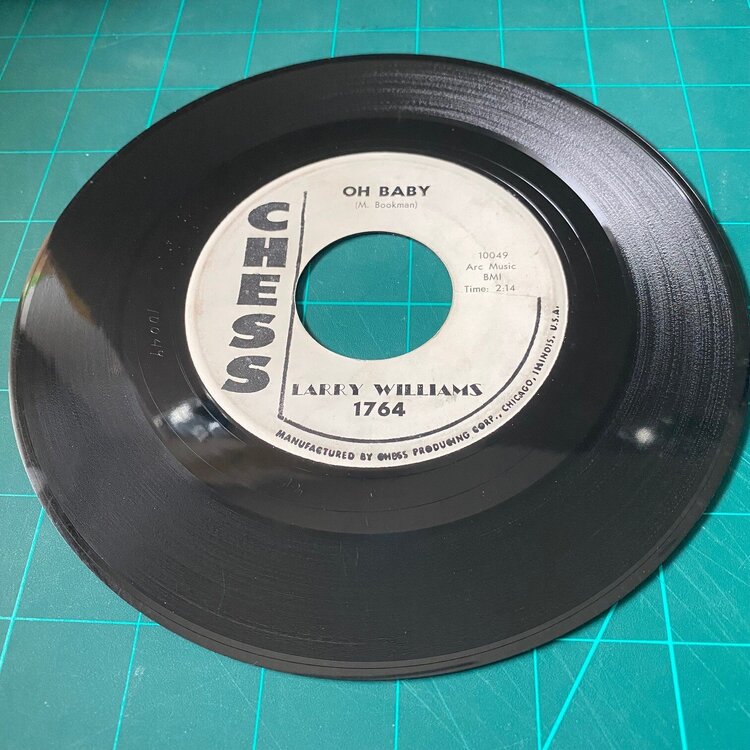 OH BABY
(M. Bookman)
CHESS
10049
Arc Music
BMI
Time: 2:14
LARRY WILLIAMS
1764
MANUFACTURED BY CHESS PRODUCING CORP., CHICAGO, ILLINOIS, U.S.A.
10049